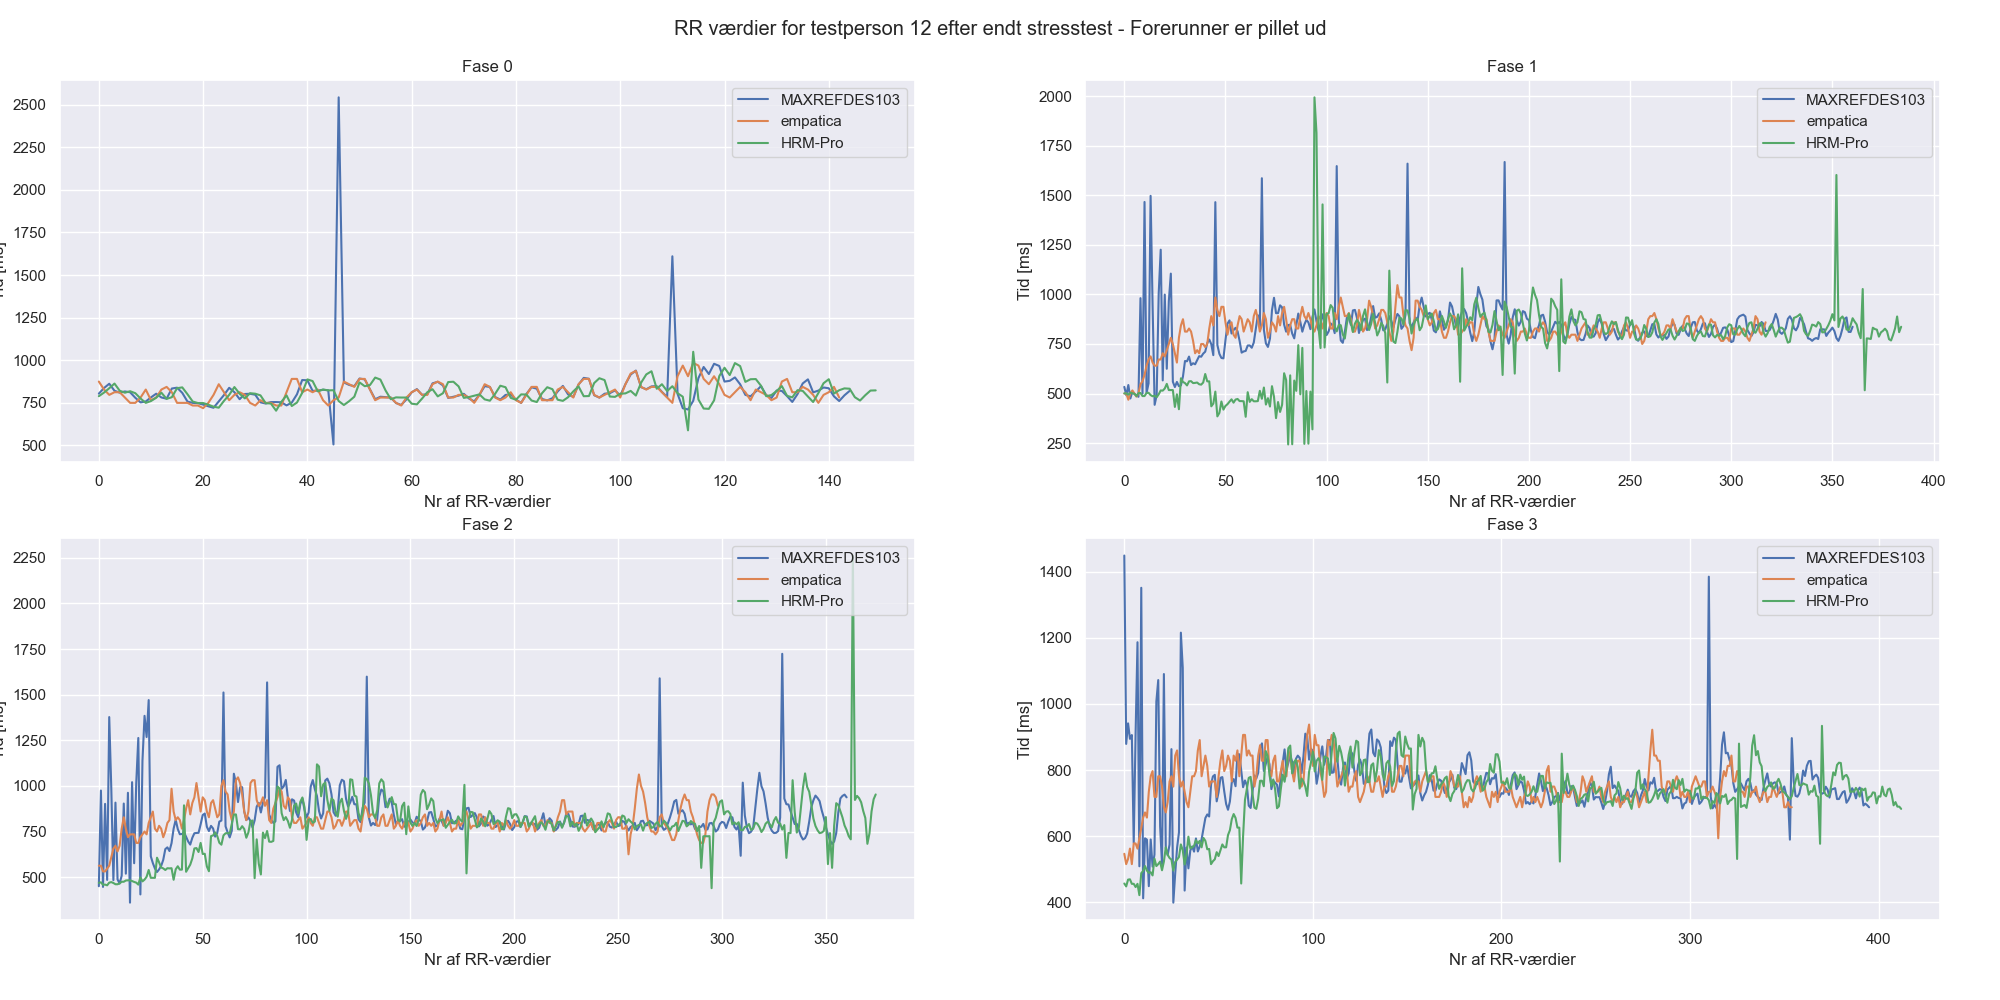 RR værdier for testperson 12 efter endt stresstest - Forerunner er pillet ud
Fase 0
2500
2250
2000
1750
1500
1250
1000
750
500
MAXREFDES103
empatica
HRM-Pro
0 20 40 60 80 100 120 140
Nr af RR-værdier
Fase 1
Tid [ms]
2000
1750
1500
1250
1000
750
500
250
MAXREFDES103
empatica
HRM-Pro
0 50 100 150 200 250 300 350 400
Nr af RR-værdier
Fase 2
2250
2000
1750
1500
1250
1000
750
500
MAXREFDES103
empatica
HRM-Pro
0 50 100 150 200 250 300 350
Nr af RR-værdier
Fase 3
Tid [ms]
1400
1200
1000
800
600
400
MAXREFDES103
empatica
HRM-Pro
0 100 200 300 400
Nr af RR-værdier